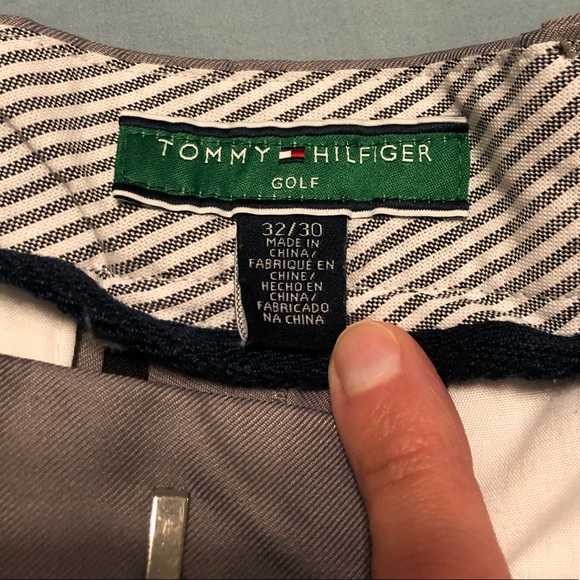 TOMMY HILFIGER
GOLF
32/30
MADE IN
CHINA/
FABRIQUÉ EN
CHINE/
HECHO EN
CHINA/
FABRICADO
NA CHINA